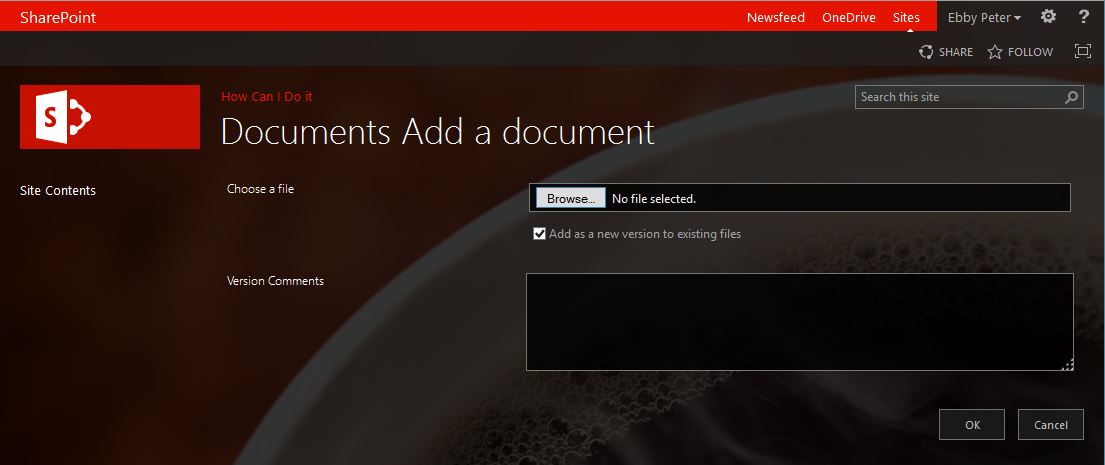 SharePoint
Newsfeed OneDrive Sites Ebby Peter ?
SHARE FOLLOW
S
How Can I Do it
Search this site
Documents Add a document
Site Contents
Choose a file
Browse... No file selected.
Add as a new version to existing files
Version Comments
OK Cancel